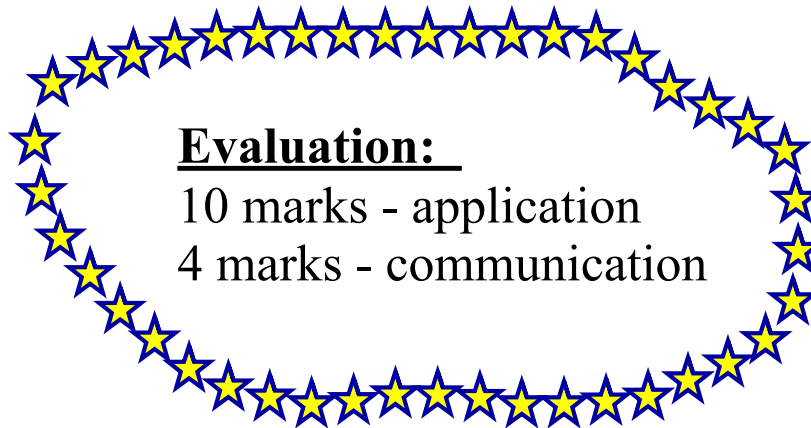 Evaluation:
10 marks - application
4 marks - communication